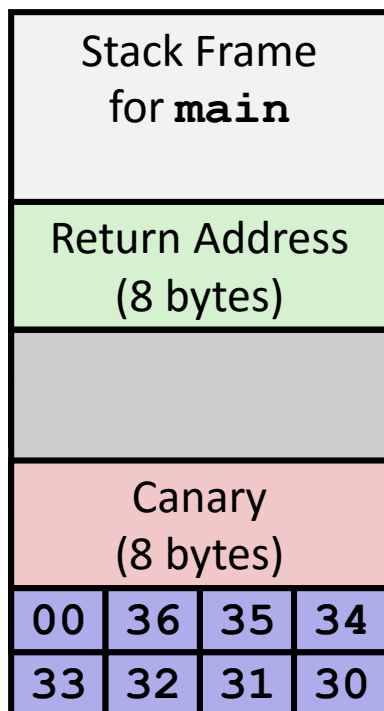 Stack Frame
for main
Return Address
(8 bytes)
Canary
(8 bytes)
00 36 35 34
33 32 31 30